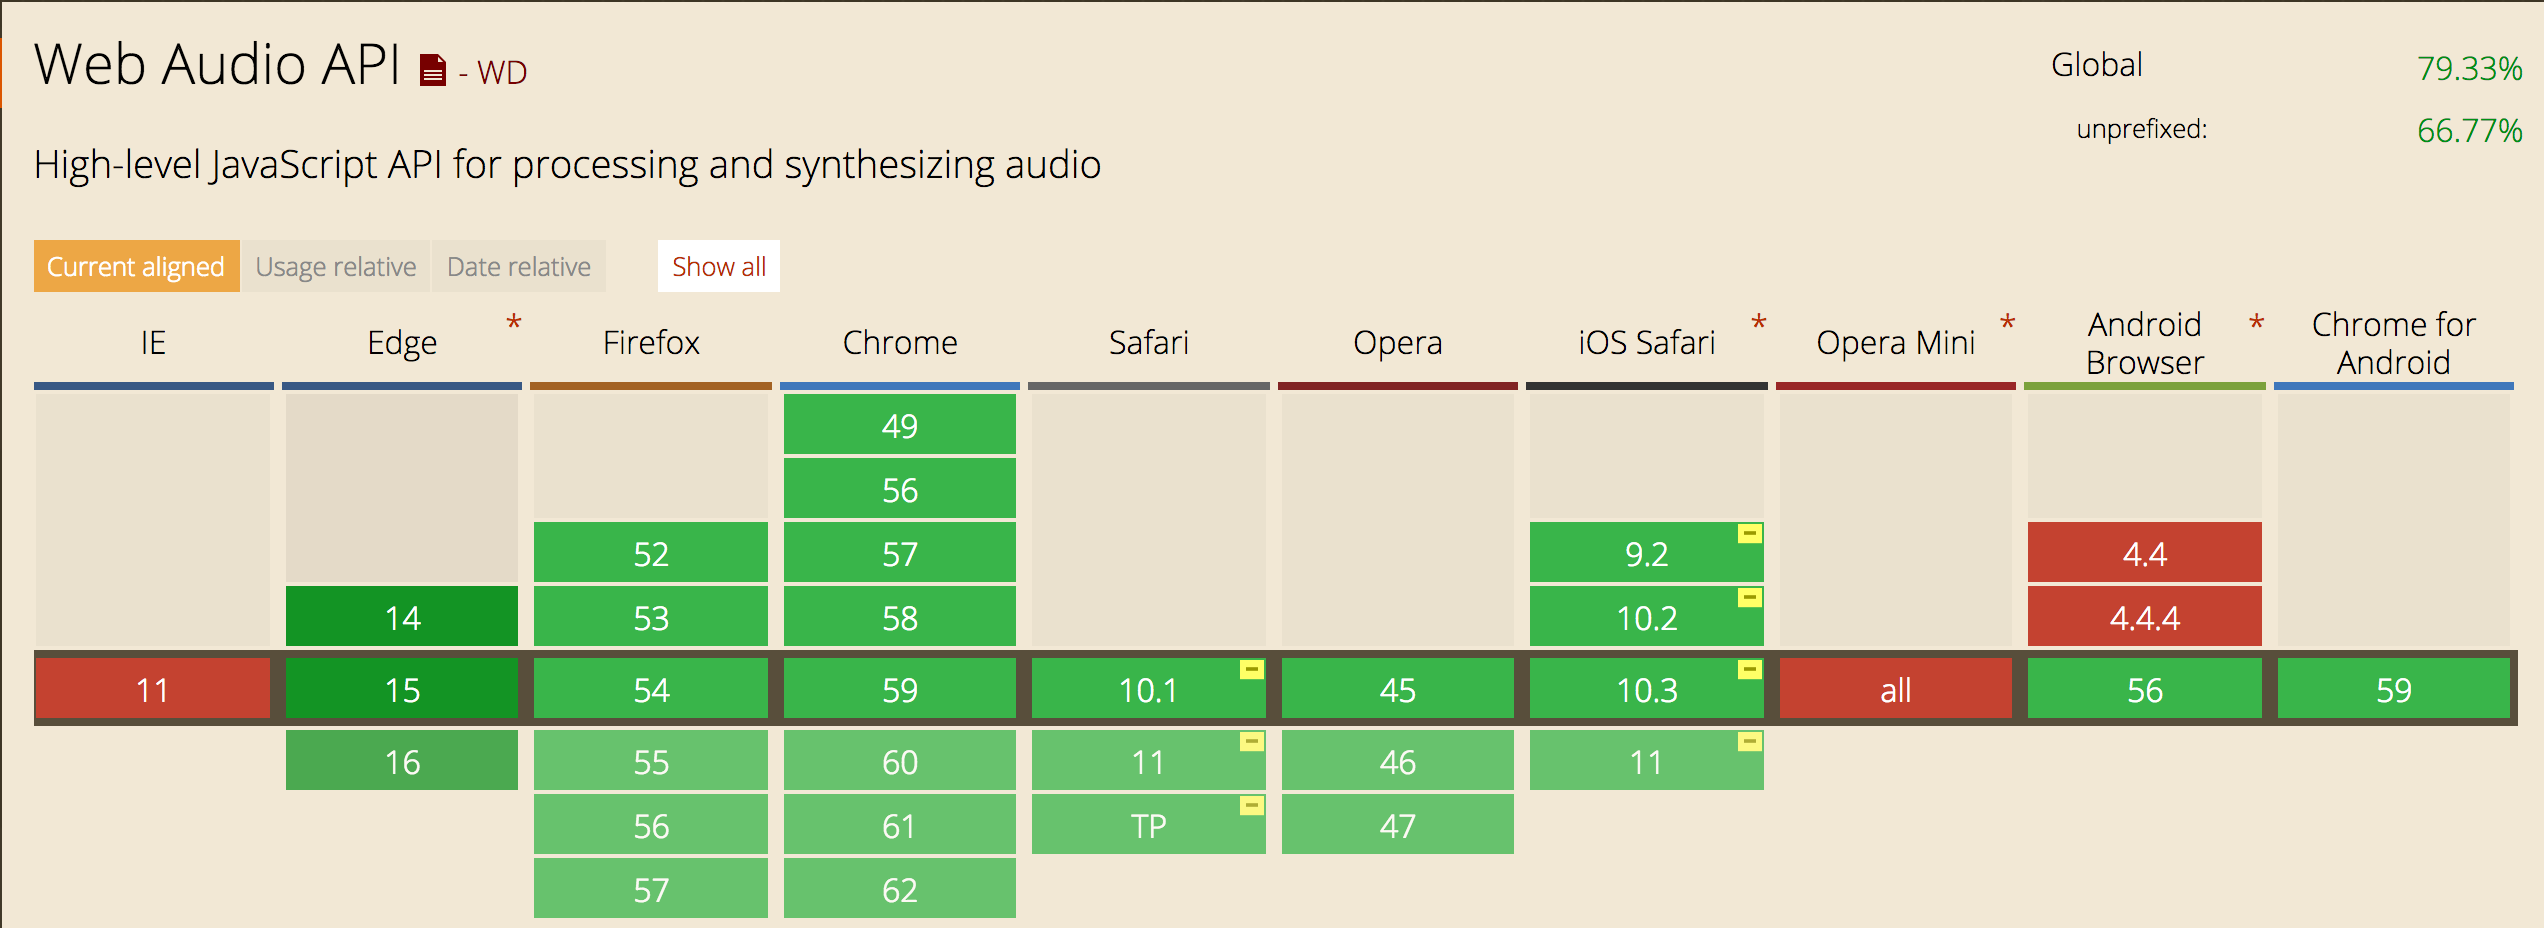 Web Audio API - WD
Global 79.33%
unprefixed: 66.77%
High-level JavaScript API for processing and synthesizing audio
Current aligned Usage relative Date relative Show all
IE Edge * Firefox Chrome Safari Opera iOS Safari * Opera Mini * Android Browser * Chrome for Android
49
56
52 57 9.2 4.4
14 53 58 10.2 4.4.4
11 15 54 59 10.1 45 10.3 all 56 59
16 55 60 11 46 11
56 61 TP 47
57 62